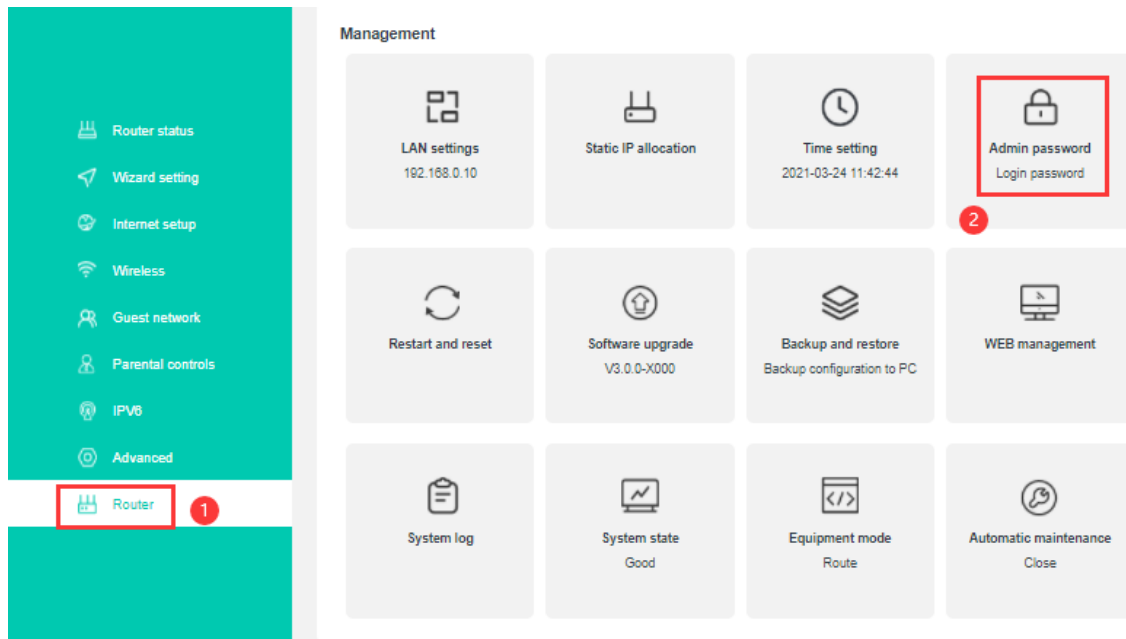 Management
Router status
Wizard setting
Internet setup
Wireless
Guest network
Parental controls
IPV6
Advanced
Router
1
LAN settings
192.168.0.10
Static IP allocation
Time setting
2021-03-24 11:42:44
Admin password
Login password
2
Restart and reset
Software upgrade
V3.0.0-X000
Backup and restore
Backup configuration to PC
WEB management
System log
System state
Good
Equipment mode
Route
Automatic maintenance
Close